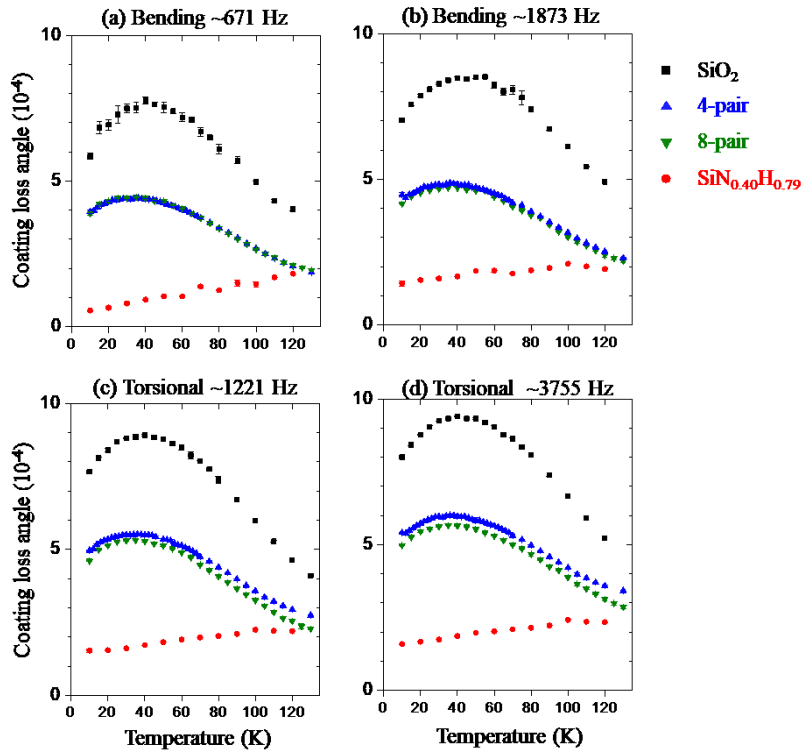 (a) Bending ~671 Hz
(b) Bending ~1873 Hz
SiO₂
4-pair
8-pair
SiN₀.₄₀H₀.₇₉
Coating loss angle (10⁻⁴)
10
5
0
0 20 40 60 80 100 120
10
5
0
0 20 40 60 80 100 120
(c) Torsional ~1221 Hz
(d) Torsional ~3755 Hz
Coating loss angle (10⁻⁴)
10
5
0
0 20 40 60 80 100 120
10
5
0
0 20 40 60 80 100 120
Temperature (K)
Temperature (K)